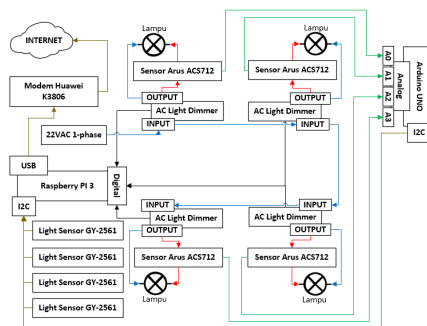 INTERNET
Lampu
Lampu
Sensor Arus ACS712
Sensor Arus ACS712
A0
A1
A2
A3
Analog
Arduino UNO
I2C
Modem Huawei
K3806
OUTPUT
AC Light Dimmer
INPUT
OUTPUT
AC Light Dimmer
INPUT
22VAC 1-phase
USB
Raspberry PI 3
Digital
I2C
INPUT
AC Light Dimmer
OUTPUT
INPUT
AC Light Dimmer
OUTPUT
Light Sensor GY-2561
Light Sensor GY-2561
Light Sensor GY-2561
Light Sensor GY-2561
Sensor Arus ACS712
Sensor Arus ACS712
Lampu
Lampu